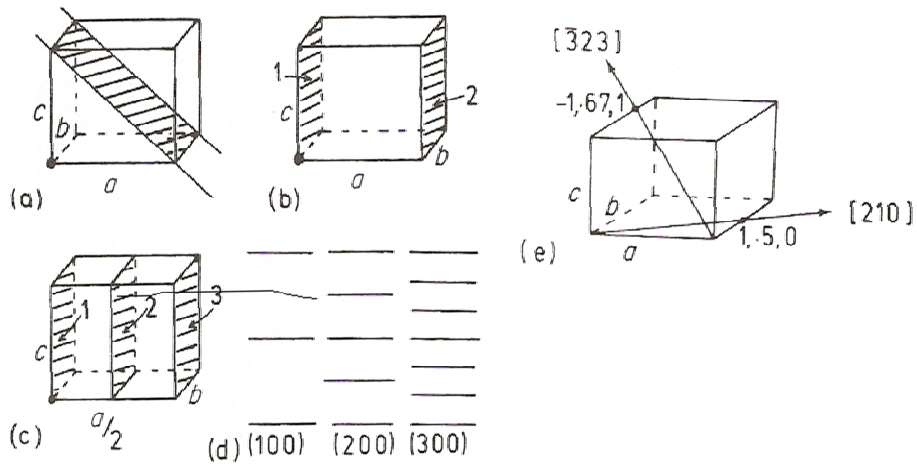 c
b
a
(a)
1
2
c
b
a
(b)
1
2
3
c
b
a/2
(c)
(d) (100) (200) (300)
[3̅23]
-1,·67,1
c
b
a
[210]
1,·5,0
(e)